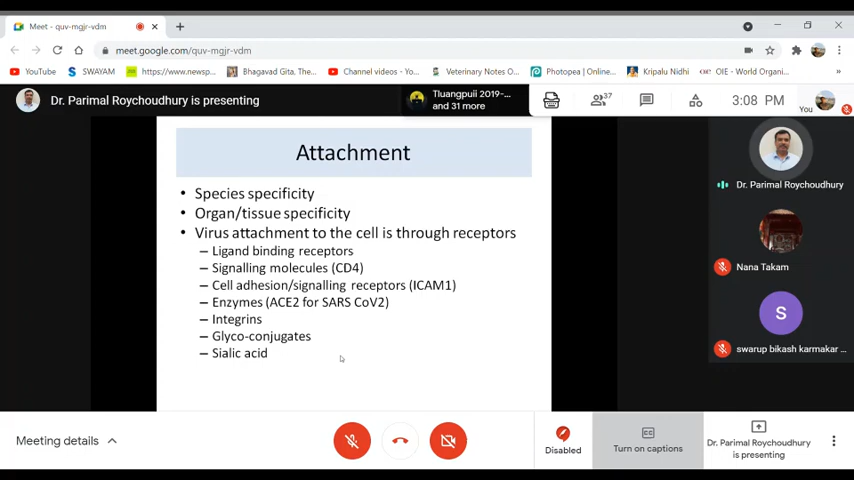 Meet - quv-mgjr-vdm
meet.google.com/quv-mgjr-vdm
YouTube
SWAYAM
https://www.newsp...
Bhagavad Gita, The...
Channel videos - Yo...
Veterinary Notes O...
Photopea | Online...
Kripalu Nidhi
OIE - World Organi...
Dr. Parimal Roychoudhury is presenting
Tluangpuii 2019-...
and 31 more
37
3:08 PM
You
Attachment
• Species specificity
• Organ/tissue specificity
• Virus attachment to the cell is through receptors
– Ligand binding receptors
– Signalling molecules (CD4)
– Cell adhesion/signalling receptors (ICAM1)
– Enzymes (ACE2 for SARS CoV2)
– Integrins
– Glyco-conjugates
– Sialic acid
Dr. Parimal Roychoudhury
Nana Takam
S
swarup bikash karmakar ...
Meeting details
Disabled
CC
Turn on captions
Dr. Parimal Roychoudhury
is presenting